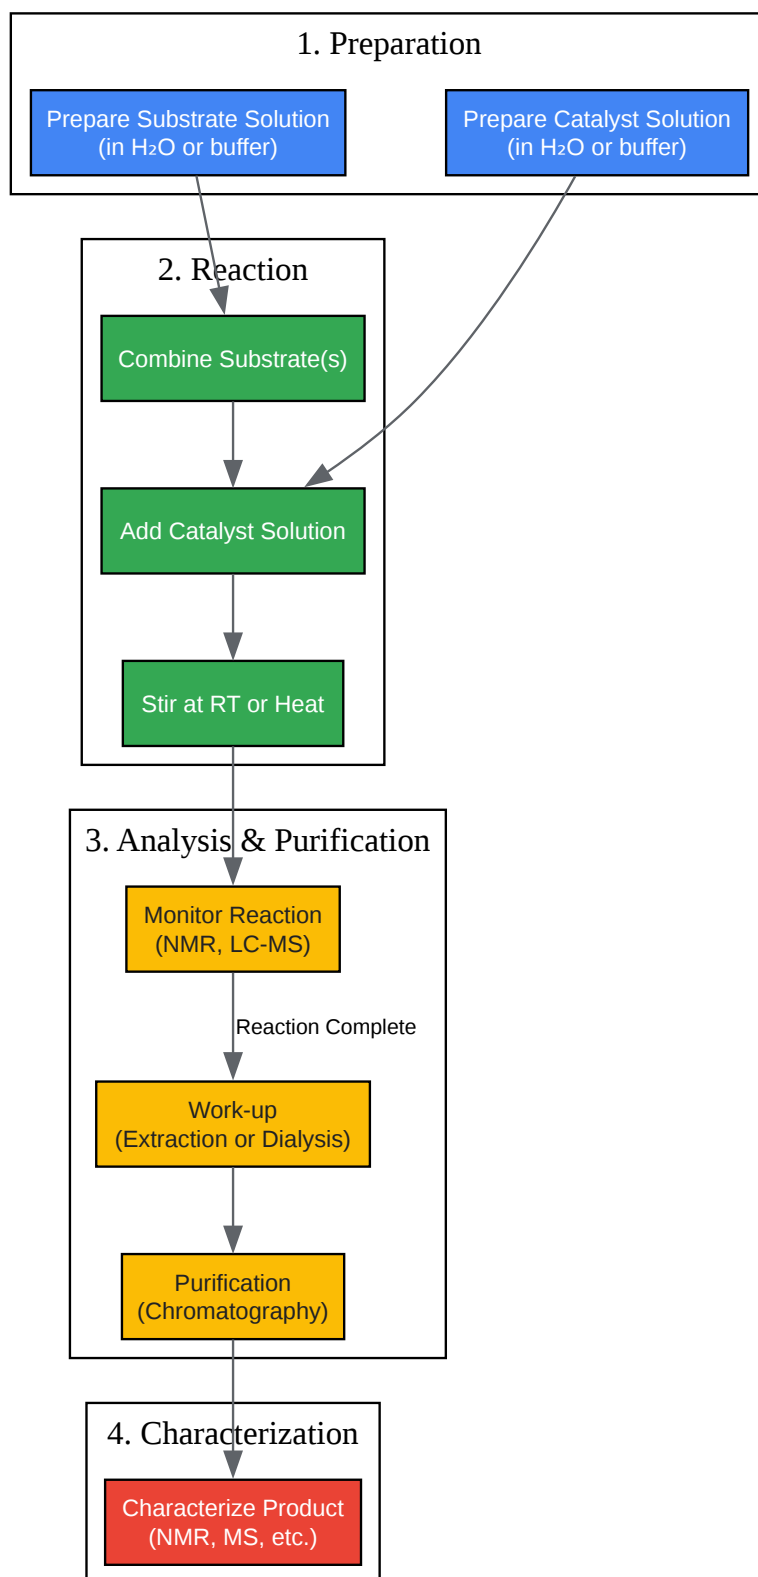 1. Preparation
Prepare Substrate Solution
(in H₂O or buffer)
Prepare Catalyst Solution
(in H₂O or buffer)
2. Reaction
Combine Substrate(s)
Add Catalyst Solution
Stir at RT or Heat
3. Analysis & Purification
Monitor Reaction
(NMR, LC-MS)
Reaction Complete
Work-up
(Extraction or Dialysis)
Purification
(Chromatography)
4. Characterization
Characterize Product
(NMR, MS, etc.)